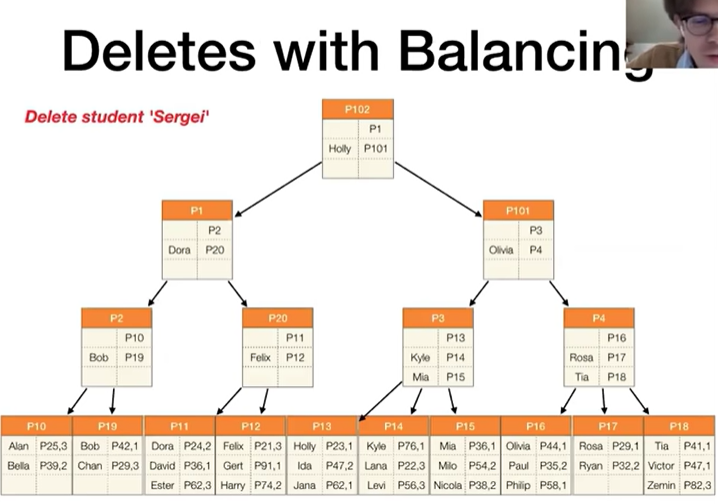 Deletes with Balancing
Delete student 'Sergei'
P102
P1
Holly P101
P1
P2
Dora P20
P101
P3
Olivia P4
P2
P10
Bob P19
P20
P11
Felix P12
P3
P13
Kyle P14
Mia P15
P4
P16
Rosa P17
Tia P18
P10
Alan P25,3
Bella P39,2
P19
Bob P42,1
Chan P29,3
P11
Dora P24,2
David P36,1
Ester P62,3
P12
Felix P21,3
Gert P91,1
Harry P74,2
P13
Holly P23,1
Ida P47,2
Jana P62,1
P14
Kyle P76,1
Lana P22,3
Levi P56,3
P15
Mia P36,1
Milo P54,2
Nicola P38,2
P16
Olivia P44,1
Paul P35,2
Philip P58,1
P17
Rosa P29,1
Ryan P32,2
P18
Tia P41,1
Victor P47,1
Zemin P82,3